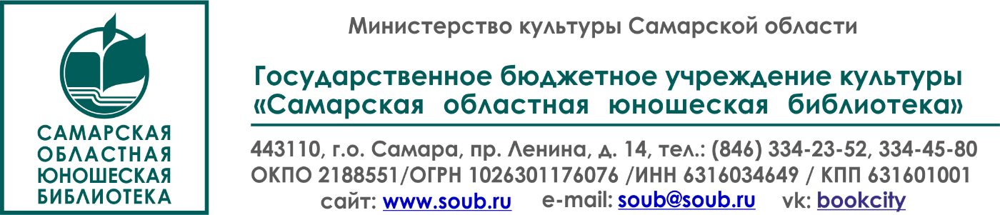 САМАРСКАЯ
ОБЛАСТНАЯ
ЮНОШЕСКАЯ
БИБЛИОТЕКА
Министерство культуры Самарской области
Государственное бюджетное учреждение культуры
«Самарская областная юношеская библиотека»
443110, г.о. Самара, пр. Ленина, д. 14, тел.: (846) 334-23-52, 334-45-80
ОКПО 2188551/ОГРН 1026301176076 /ИНН 6316034649 / КПП 631601001
сайт: www.soub.ru e-mail: soub@soub.ru vk: bookcity